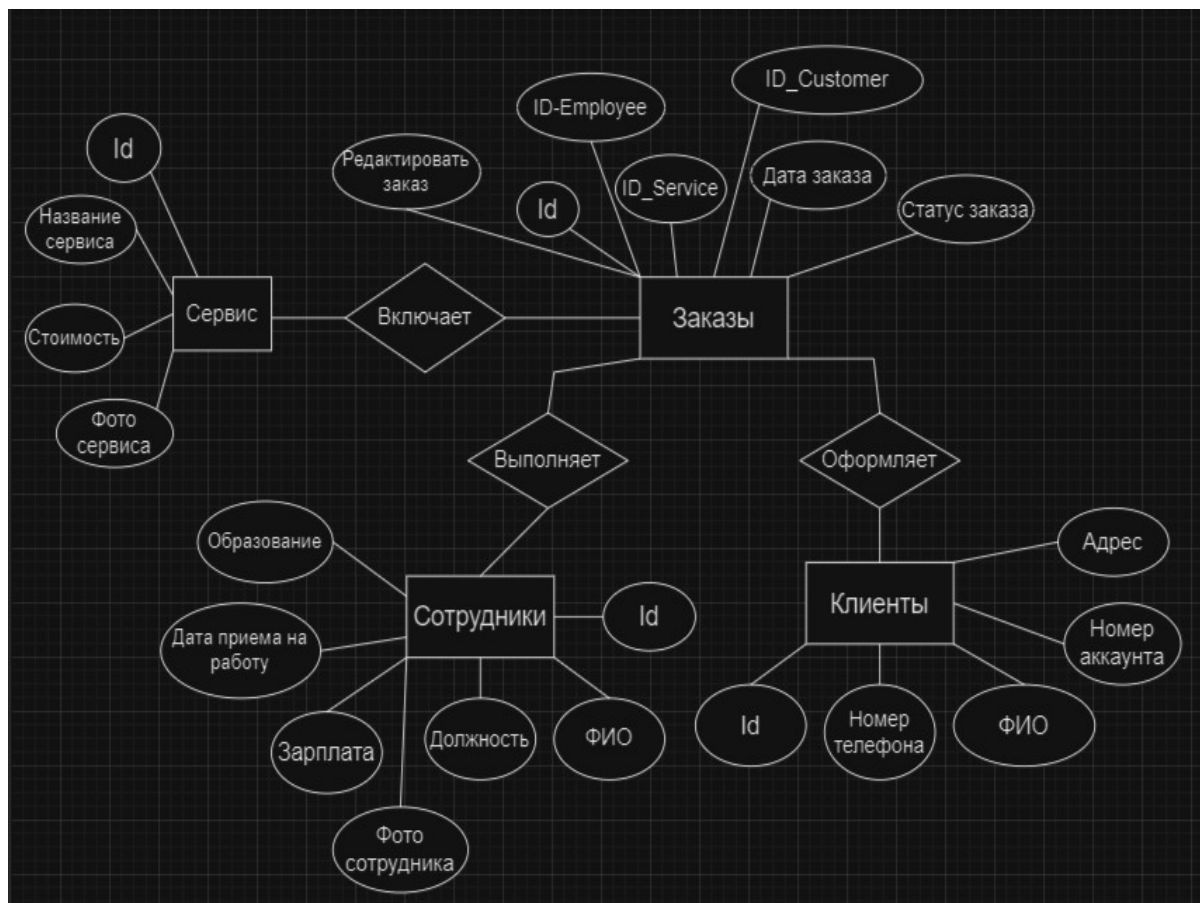 ID_Customer
ID-Employee
Id
Редактировать
заказ
ID_Service
Дата заказа
Id
Статус заказа
Название
сервиса
Сервис
Включает
Заказы
Стоимость
Фото
сервиса
Выполняет
Оформляет
Образование
Адрес
Сотрудники
Id
Клиенты
Дата приема на
работу
Номер
аккаунта
Зарплата
Должность
ФИО
Id
Номер
телефона
ФИО
Фото
сотрудника